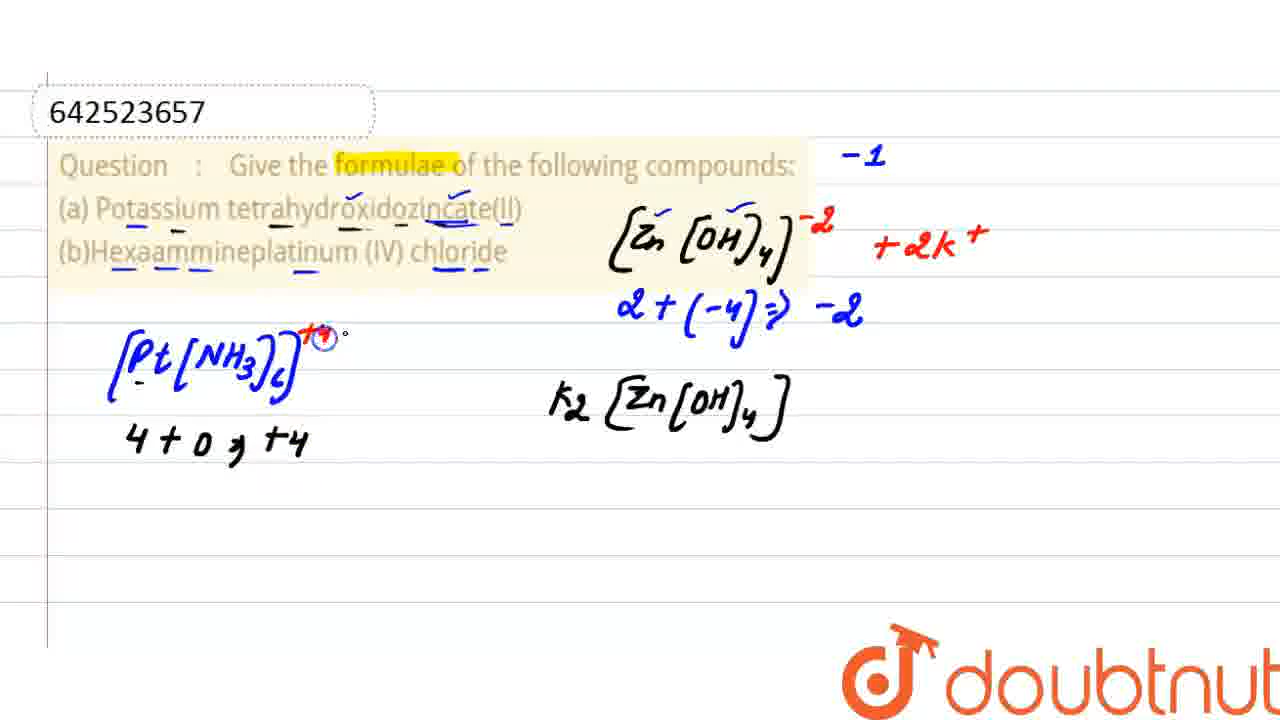 642523657
Question : Give the formulae of the following compounds:
(a) Potassium tetrahydroxidozincate(II)
(b)Hexaammineplatinum (IV) chloride
-1
[Zn [OH]4]-2 + 2K+
2 + (-4] => -2
[Pt[NH3]6]+4
K2 [Zn[OH]4]
4 + 0 => +4
doubtnut